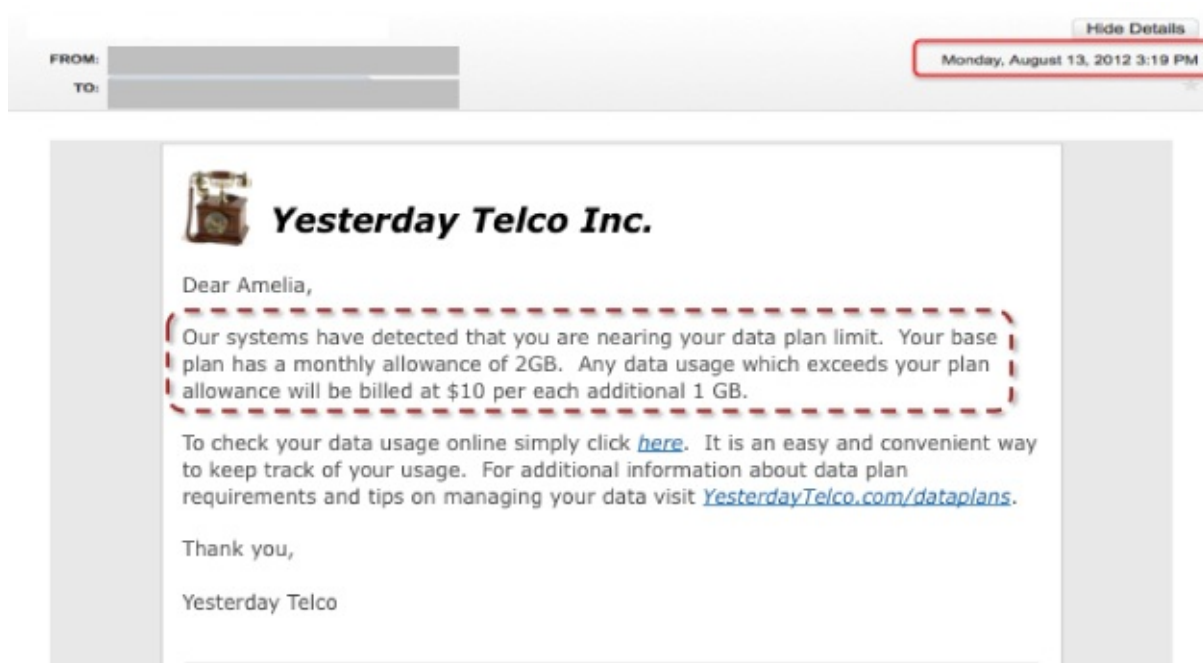 Hide Details
FROM:
Monday, August 13, 2012 3:19 PM
TO:
Yesterday Telco Inc.
Dear Amelia,
Our systems have detected that you are nearing your data plan limit.  Your base
plan has a monthly allowance of 2GB.  Any data usage which exceeds your plan
allowance will be billed at $10 per each additional 1 GB.
To check your data usage online simply click here.  It is an easy and convenient way
to keep track of your usage.  For additional information about data plan
requirements and tips on managing your data visit YesterdayTelco.com/dataplans.
Thank you,
Yesterday Telco